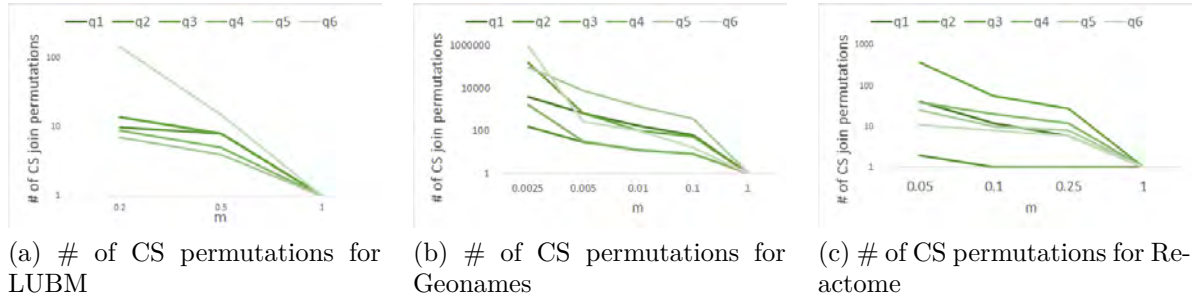 q1 q2 q3 q4 q5 q6
# of CS join permutations
100
10
1
0.2 0.5 1
m
(a) # of CS permutations for
LUBM
q1 q2 q3 q4 q5 q6
# of CS join permutations
1000000
100
1
0.0025 0.005 0.01 0.1 1
m
(b) # of CS permutations for
Geonames
q1 q2 q3 q4 q5 q6
# of CS join permutations
1000
100
10
1
0.05 0.1 0.25 1
m
(c) # of CS permutations for Re-
actome